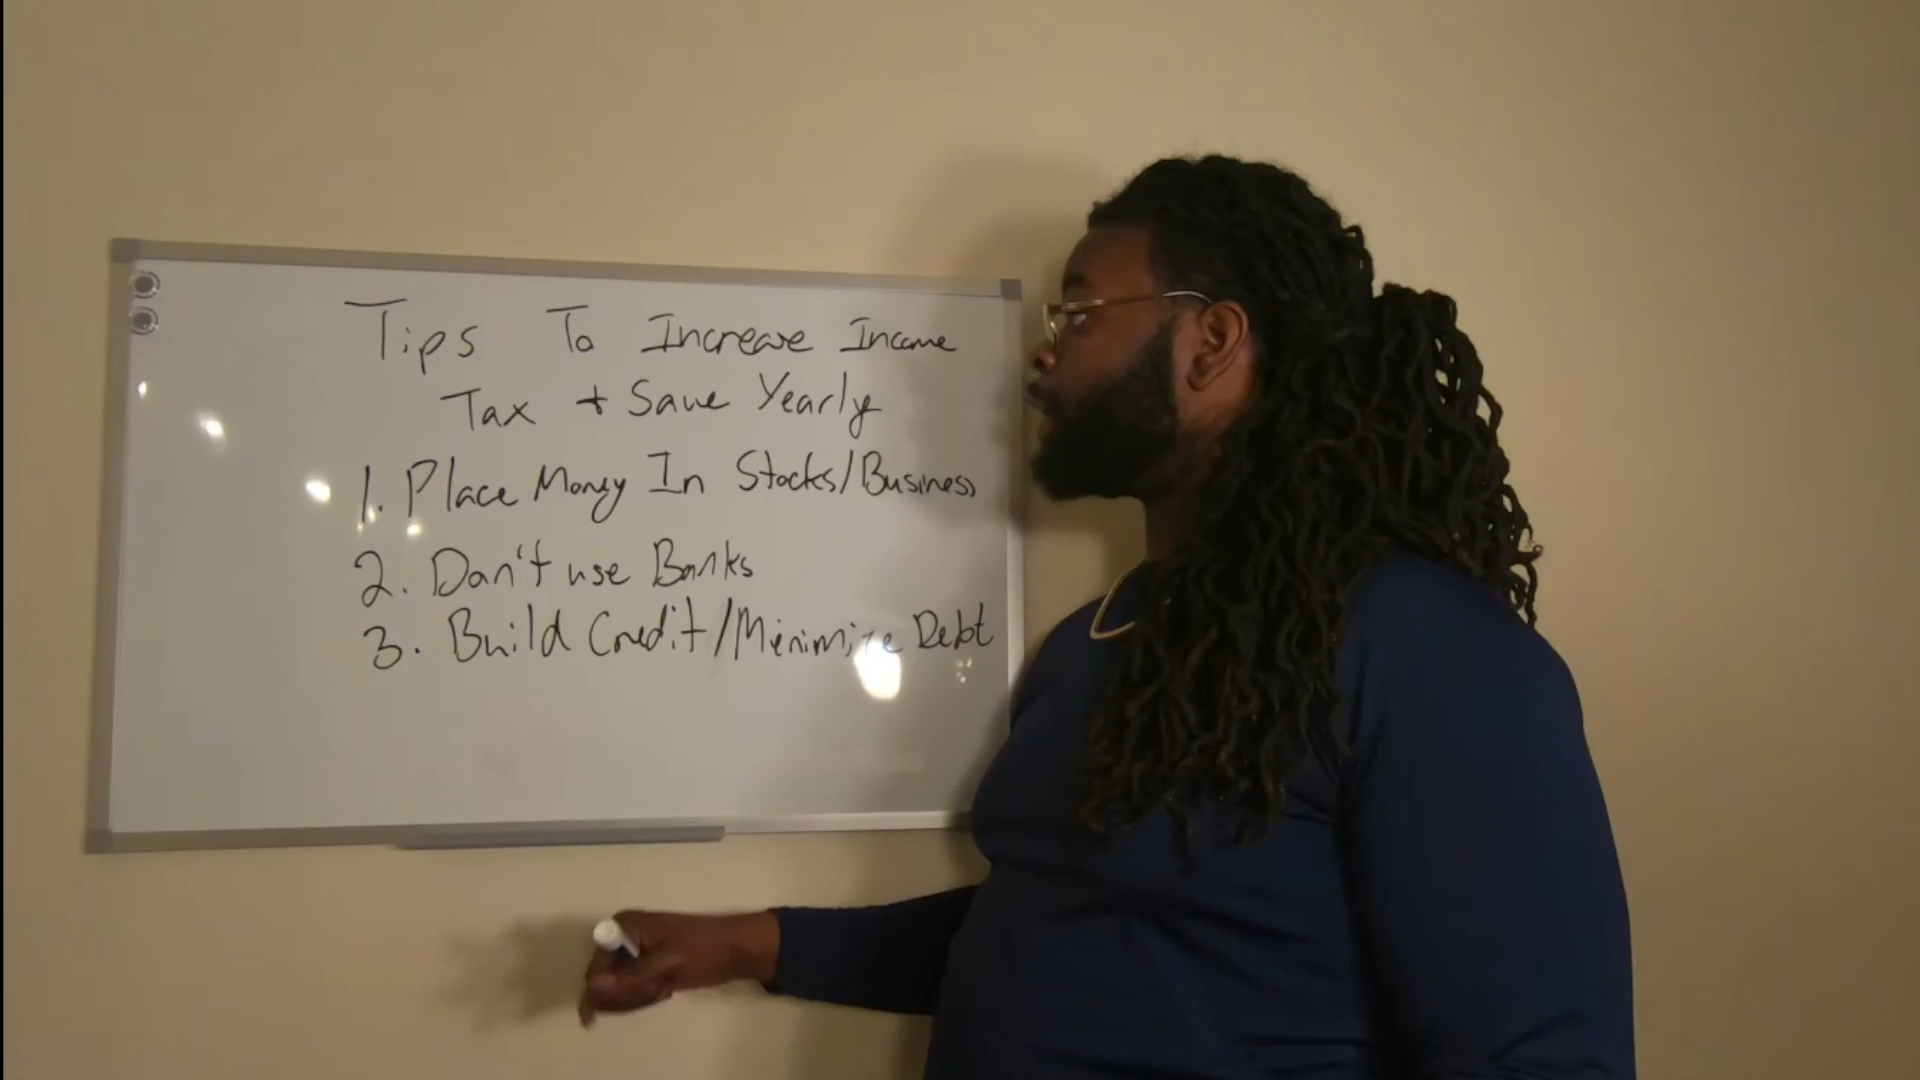 Tips To Increase Income
Tax + Save Yearly
1. Place Money In Stocks/Business
2. Don't use Banks
3. Build Credit/Minimize Debt